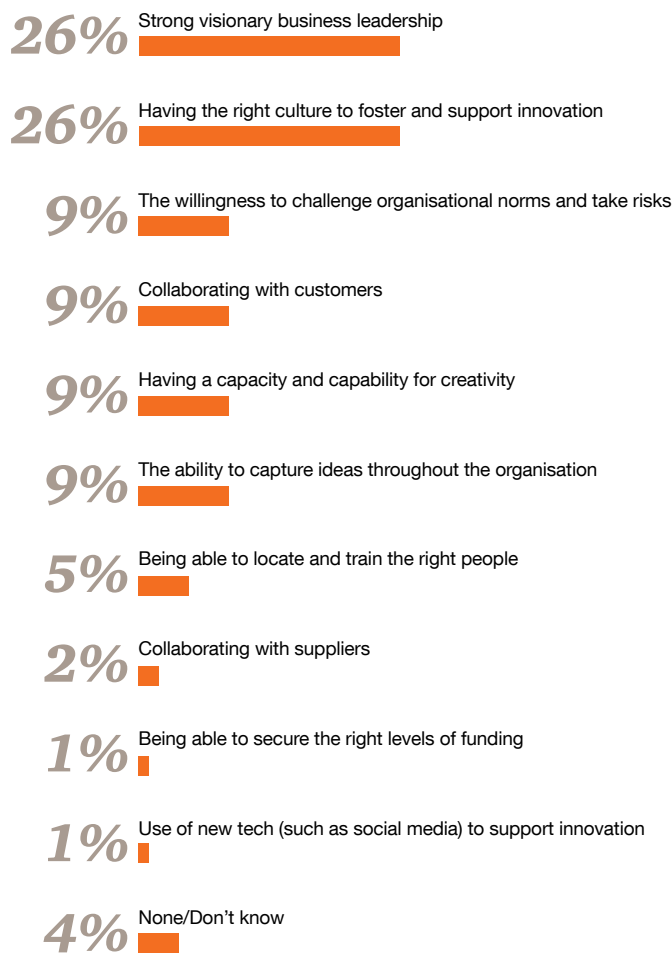 26% Strong visionary business leadership
26% Having the right culture to foster and support innovation
9% The willingness to challenge organisational norms and take risks
9% Collaborating with customers
9% Having a capacity and capability for creativity
9% The ability to capture ideas throughout the organisation
5% Being able to locate and train the right people
2% Collaborating with suppliers
1% Being able to secure the right levels of funding
1% Use of new tech (such as social media) to support innovation
4% None/Don’t know